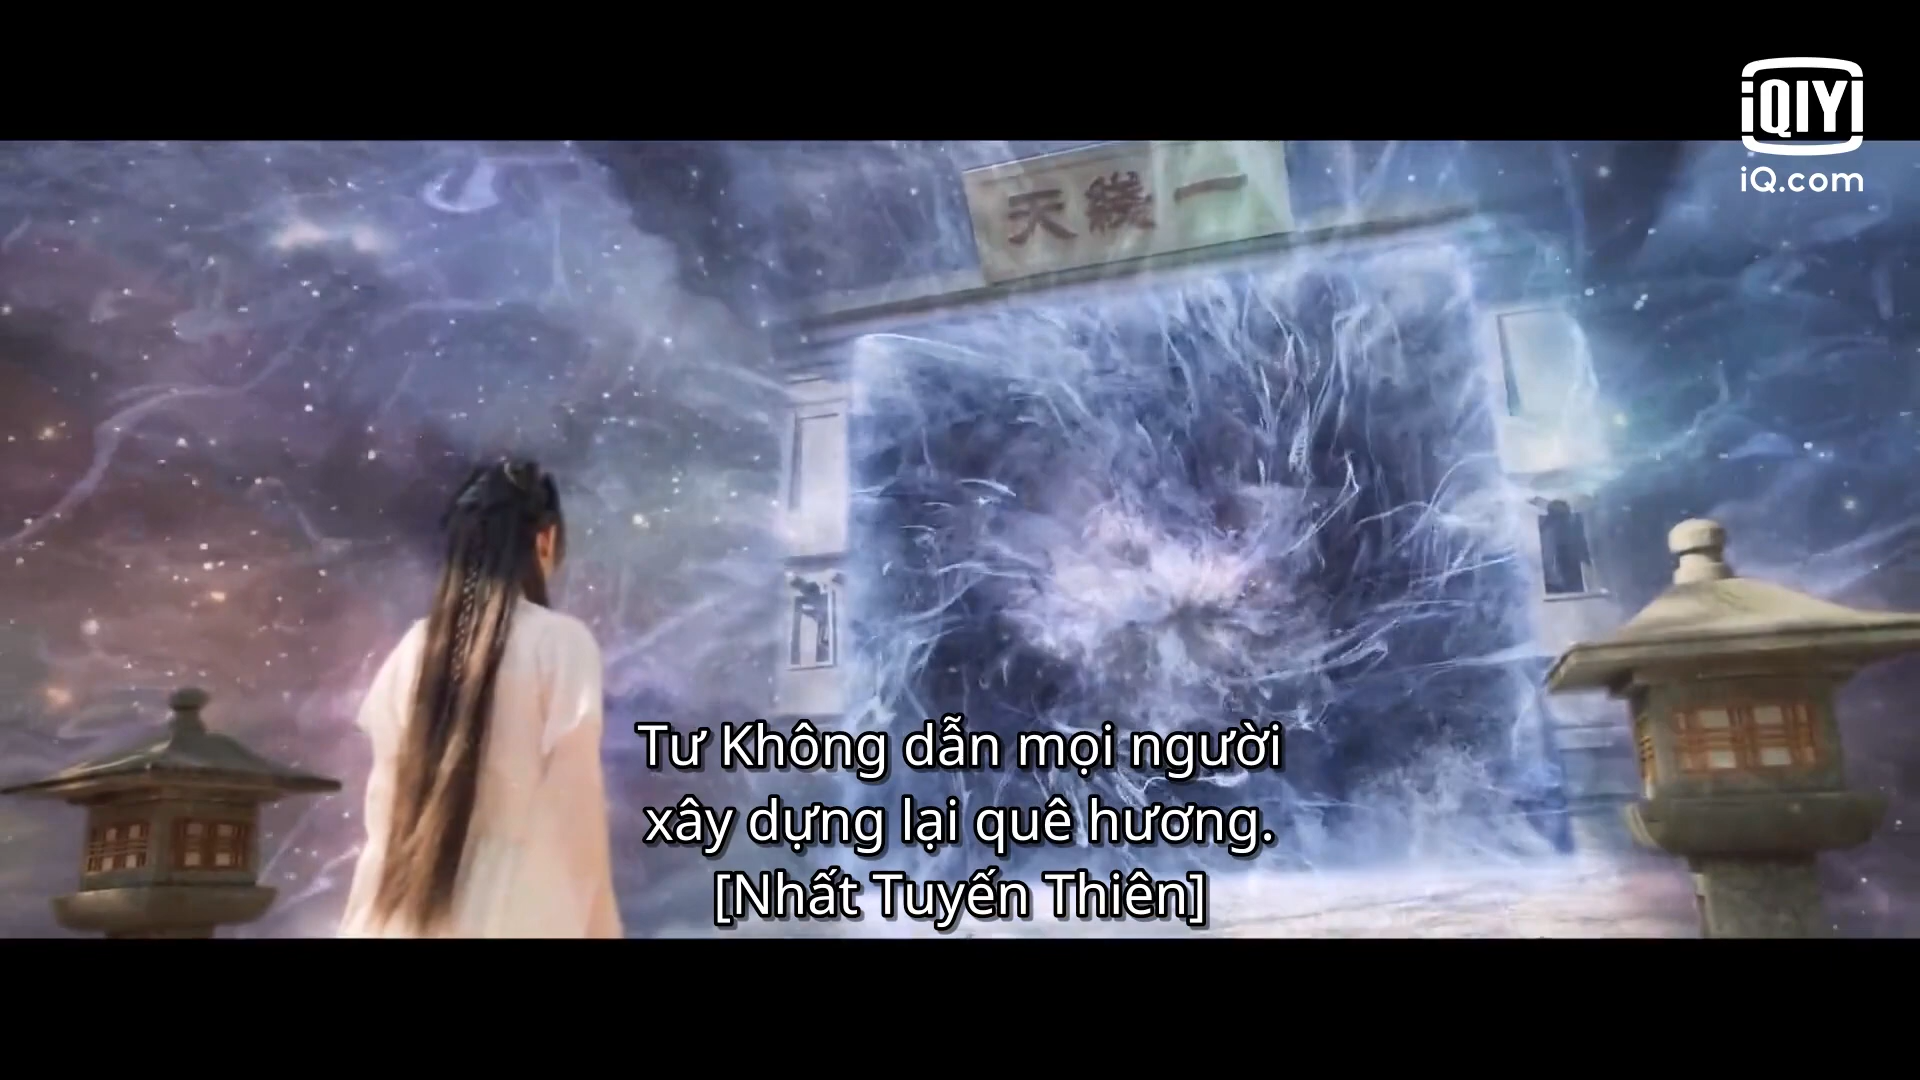 iQIYI
iQ.com
天綫一
Tư Không dẫn mọi người
xây dựng lại quê hương.
[Nhất Tuyến Thiên]